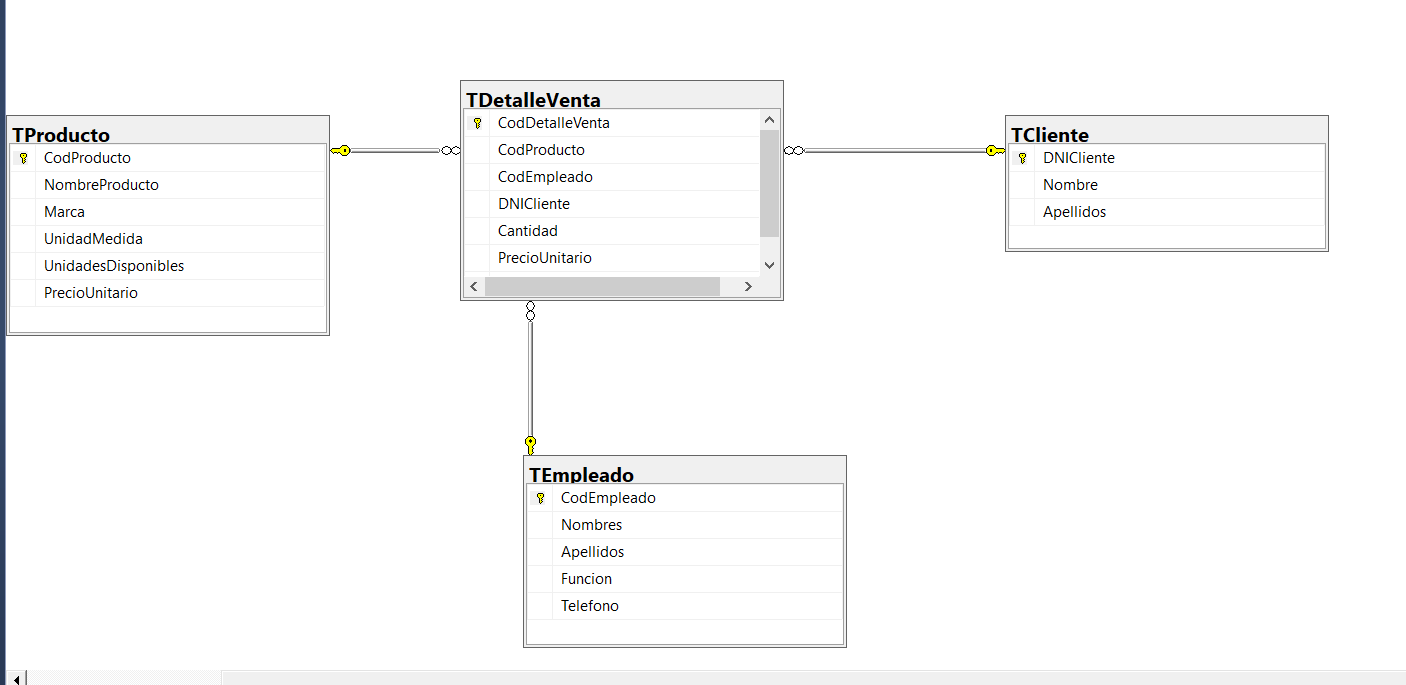 TProducto
CodProducto
NombreProducto
Marca
UnidadMedida
UnidadesDisponibles
PrecioUnitario
TDetalleVenta
CodDetalleVenta
CodProducto
CodEmpleado
DNICliente
Cantidad
PrecioUnitario
TCliente
DNICliente
Nombre
Apellidos
TEmpleado
CodEmpleado
Nombres
Apellidos
Funcion
Telefono